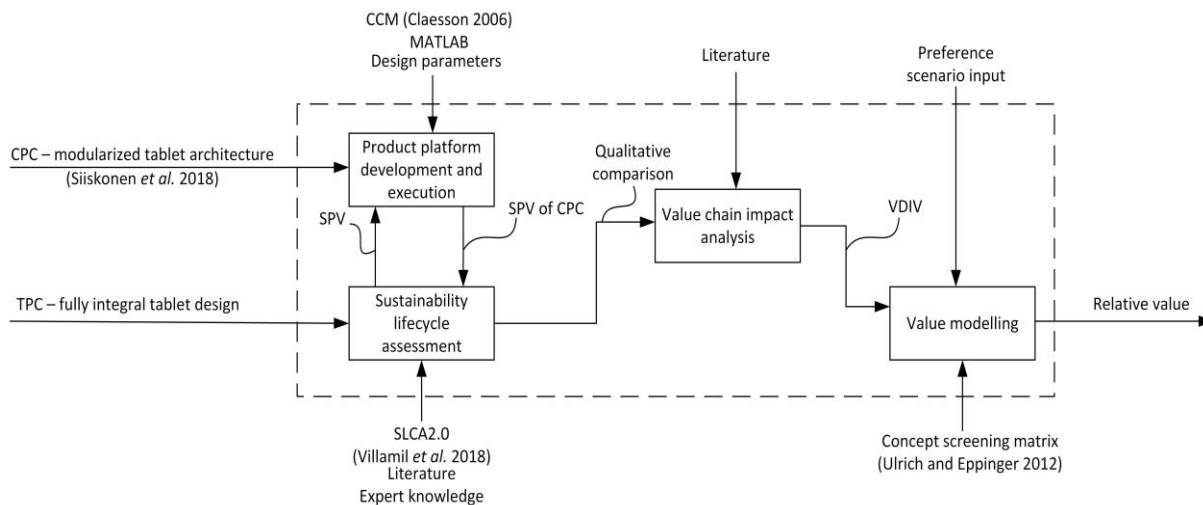 CCM (Claesson 2006)
MATLAB
Design parameters
Literature
Preference
scenario input
CPC – modularized tablet architecture
(Siiskonen et al. 2018)
Product platform
development and
execution
Qualitative
comparison
SPV
SPV of CPC
Value chain impact
analysis
VDIV
TPC – fully integral tablet design
Sustainability
lifecycle
assessment
Value modelling
Relative value
SLCA2.0
(Villamil et al. 2018)
Literature
Expert knowledge
Concept screening matrix
(Ulrich and Eppinger 2012)